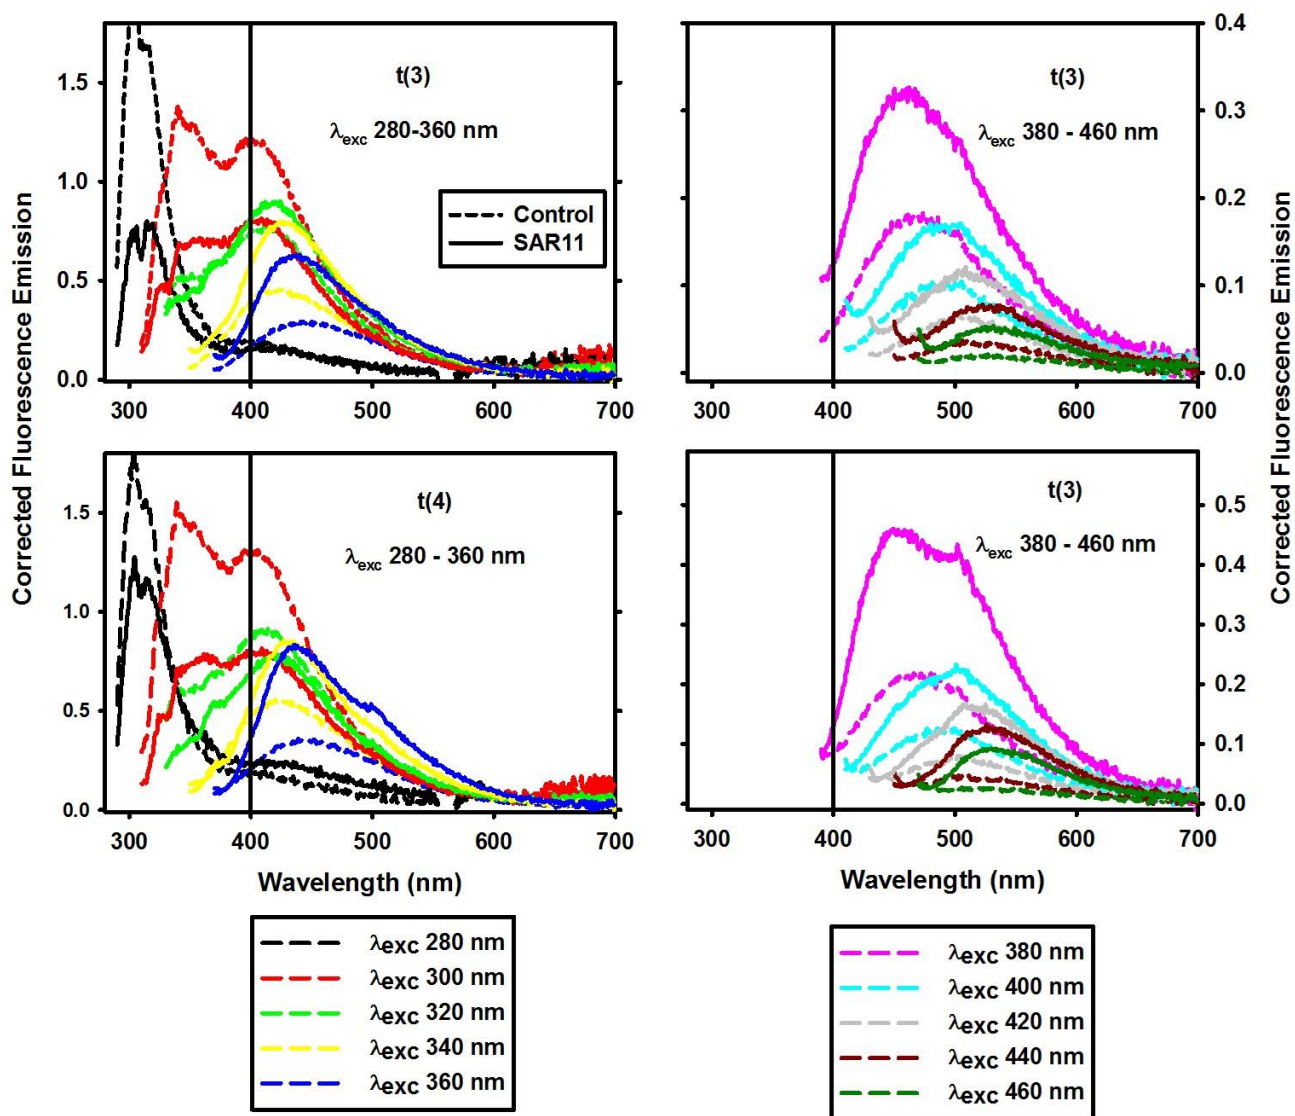 t(3)
λexc 280-360 nm
Control
SAR11
1.5
1.0
0.5
0.0
300 400 500 600 700
Corrected Fluorescence Emission
t(3)
λexc 380 - 460 nm
0.4
0.3
0.2
0.1
0.0
300 400 500 600 700
Corrected Fluorescence Emission
t(4)
λexc 280 - 360 nm
1.5
1.0
0.5
0.0
300 400 500 600 700
Wavelength (nm)
t(3)
λexc 380 - 460 nm
0.5
0.4
0.3
0.2
0.1
0.0
300 400 500 600 700
Wavelength (nm)
λexc 280 nm
λexc 300 nm
λexc 320 nm
λexc 340 nm
λexc 360 nm
λexc 380 nm
λexc 400 nm
λexc 420 nm
λexc 440 nm
λexc 460 nm